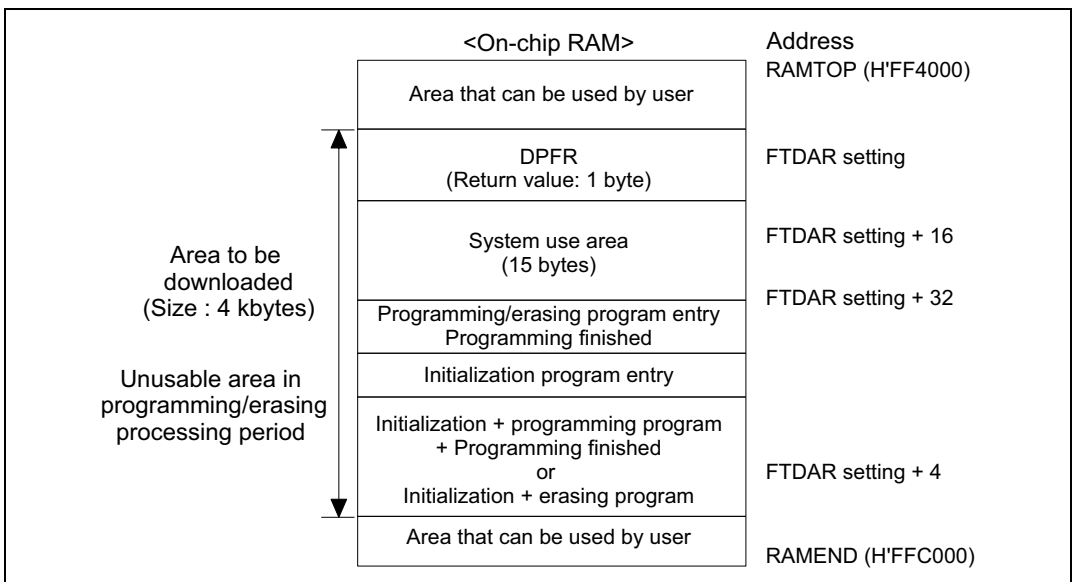 <On-chip RAM>
Address
RAMTOP (H'FF4000)
Area that can be used by user
DPFR
(Return value: 1 byte)
FTDAR setting
System use area
(15 bytes)
FTDAR setting + 16
Area to be
downloaded
(Size : 4 kbytes)
FTDAR setting + 32
Programming/erasing program entry
Programming finished
Initialization program entry
Unusable area in
programming/erasing
processing period
Initialization + programming program
+ Programming finished
or
Initialization + erasing program
FTDAR setting + 4
Area that can be used by user
RAMEND (H'FFC000)